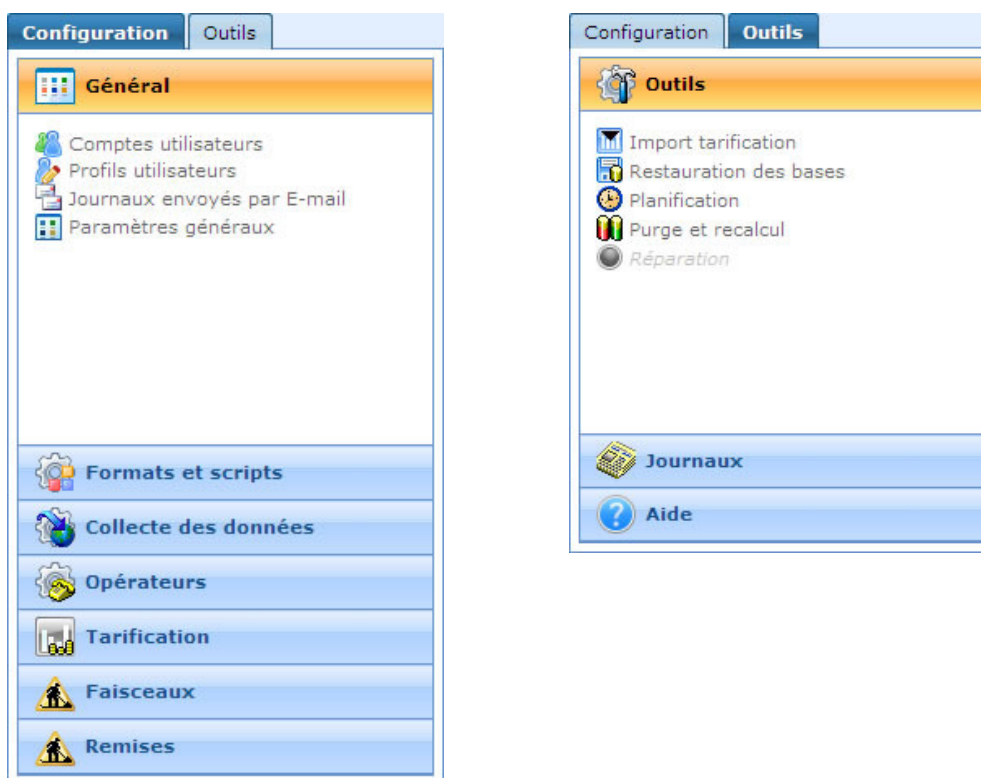 Configuration Outils
Général
Comptes utilisateurs
Profils utilisateurs
Journaux envoyés par E-mail
Paramètres généraux
Formats et scripts
Collecte des données
Opérateurs
Tarification
Faisceaux
Remises
Configuration Outils
Outils
Import tarification
Restauration des bases
Planification
Purge et recalcul
Réparation
Journaux
Aide